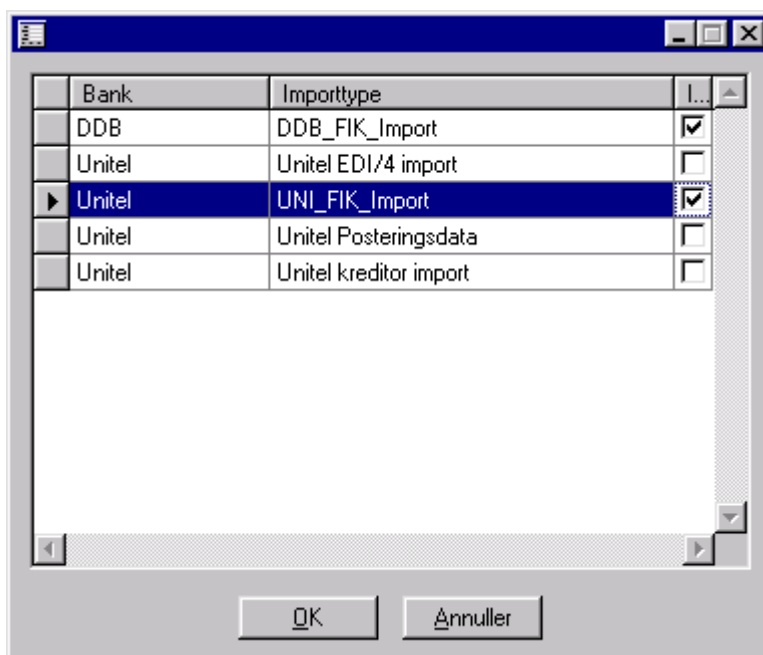 Bank Importtype I...
DDB DDB_FIK_Import
Unitel Unitel EDI/4 import
Unitel UNI_FIK_Import
Unitel Unitel Posteringsdata
Unitel Unitel kreditor import
OK Annuller